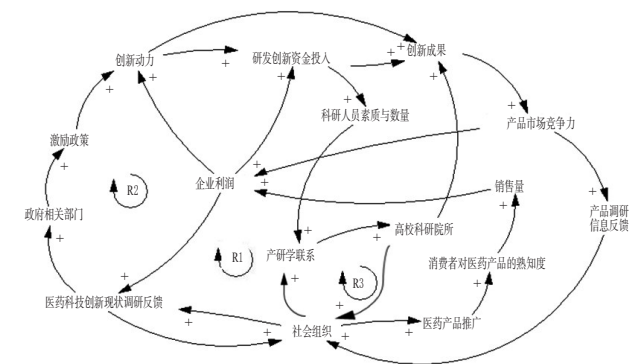 创新成果
创新动力
研发创新资金投入
科研人员素质与数量
产品市场竞争力
激励政策
企业利润
销售量
R2
政府相关部门
产品调研
信息反馈
高校科研院所
产研学联系
R1
消费者对医药产品的熟知度
R3
医药科技创新现状调研反馈
社会组织
医药产品推广